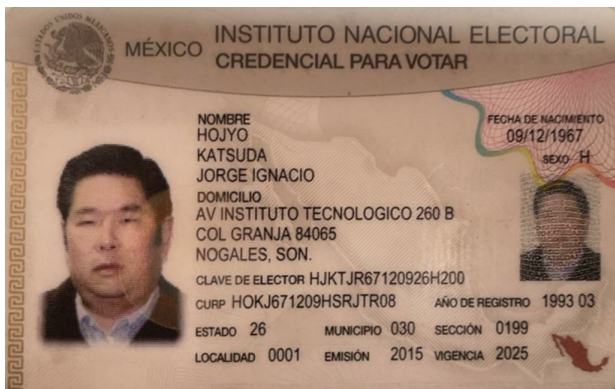 MÉXICO
INSTITUTO NACIONAL ELECTORAL
CREDENCIAL PARA VOTAR
NOMBRE
HOJYO
KATSUDA
JORGE IGNACIO
FECHA DE NACIMIENTO
09/12/1967
SEXO H
DOMICILIO
AV INSTITUTO TECNOLOGICO 260 B
COL GRANJA 84065
NOGALES, SON.
CLAVE DE ELECTOR HJKTJR67120926H200
CURP HOKJ671209HSRJTR08 AÑO DE REGISTRO 1993 03
ESTADO 26 MUNICIPIO 030 SECCIÓN 0199
LOCALIDAD 0001 EMISIÓN 2015 VIGENCIA 2025